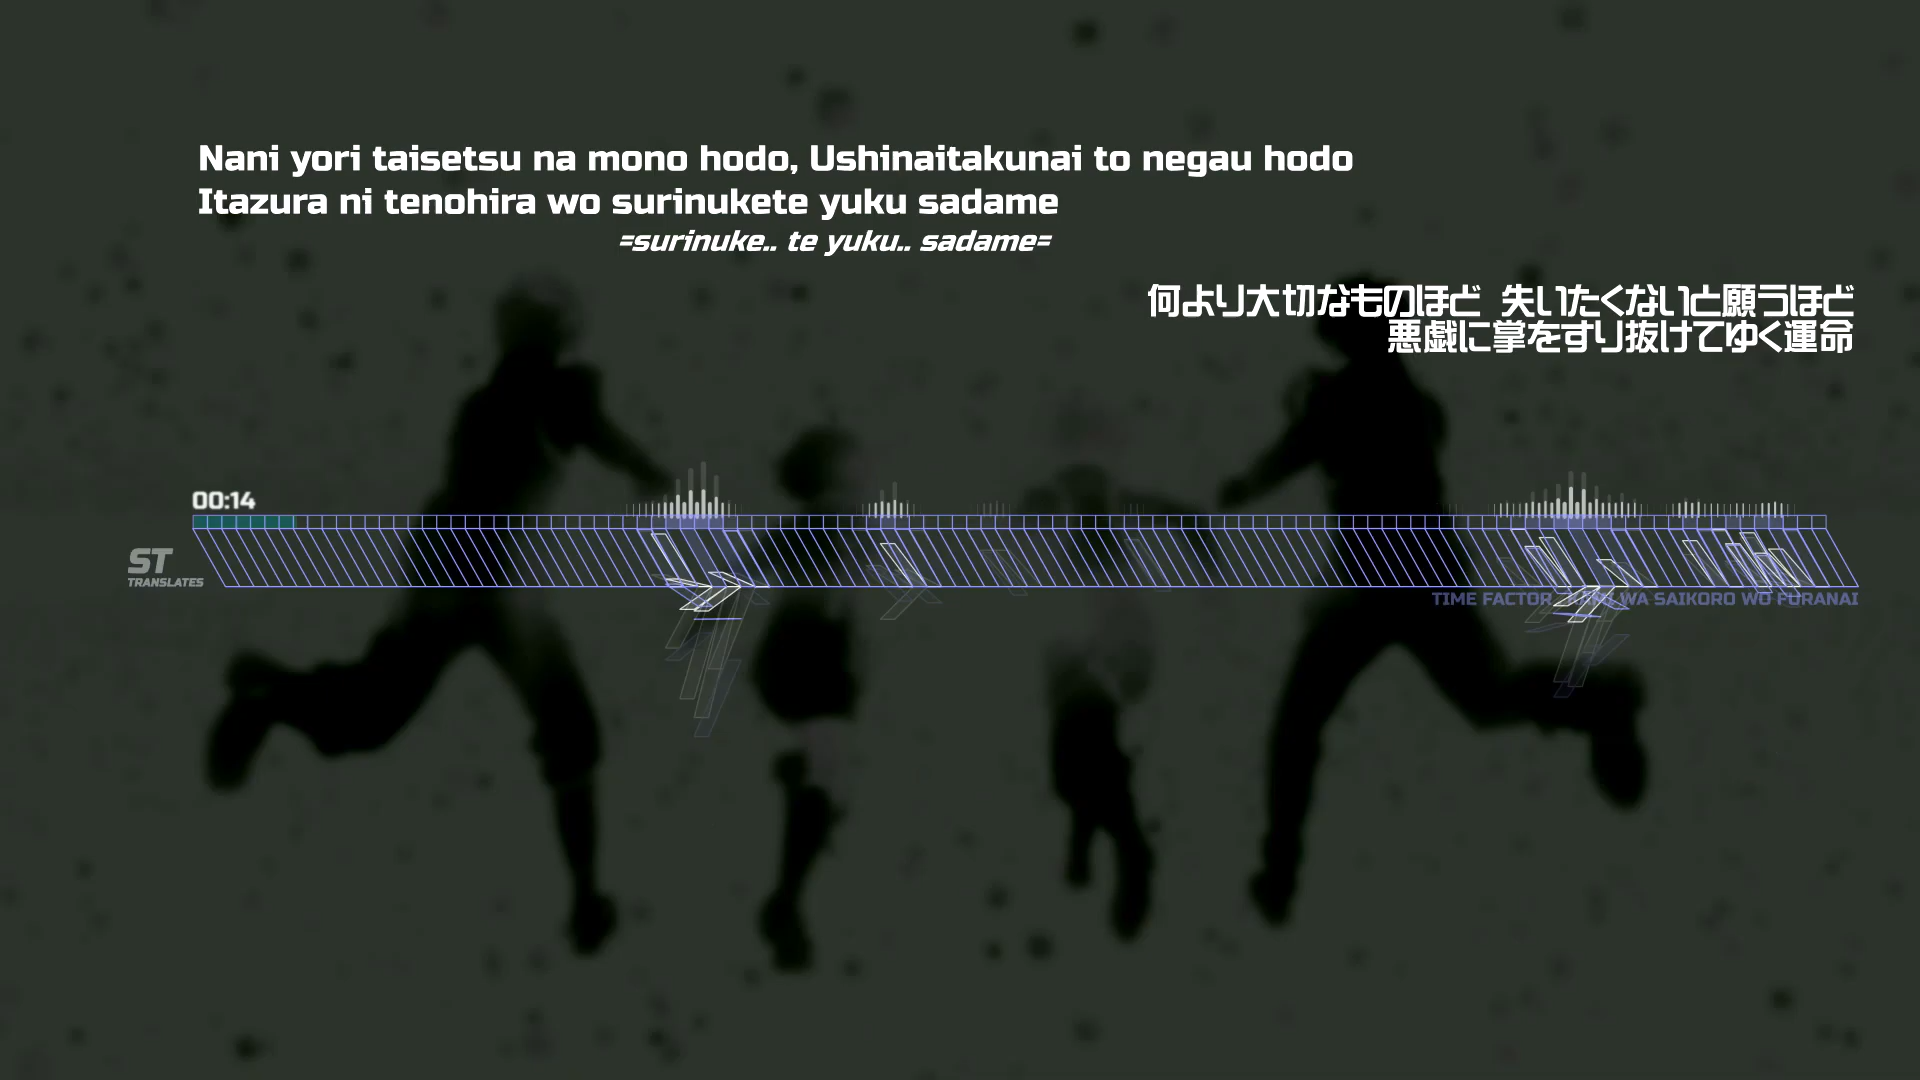 Nani yori taisetsu na mono hodo, Ushinaitakunai to negau hodo
Itazura ni tenohira wo surinukete yuku sadame
=surinuke.. te yuku.. sadame=
何より大切なものほど 失いたくないと願うほど
悪戯に掌をすり抜けてゆく運命
00:14
ST
TRANSLATES
TIME FACTOR WA SAIKORO WO FURANAI